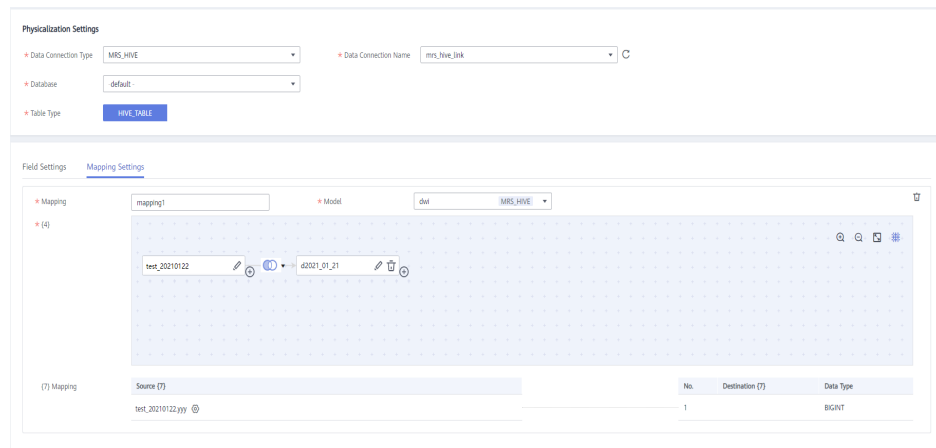 Physicalization Settings
* Data Connection Type MRS_HIVE * Data Connection Name mrs_hive_link
* Database default -
* Table Type HIVE_TABLE
Field Settings Mapping Settings
* Mapping mapping1 * Model dwi MRS_HIVE
* {4}
test_20210122 d2021_01_21
{7} Mapping Source {7} No. Destination {7} Data Type
test_20210122.yyy 1 BIGINT